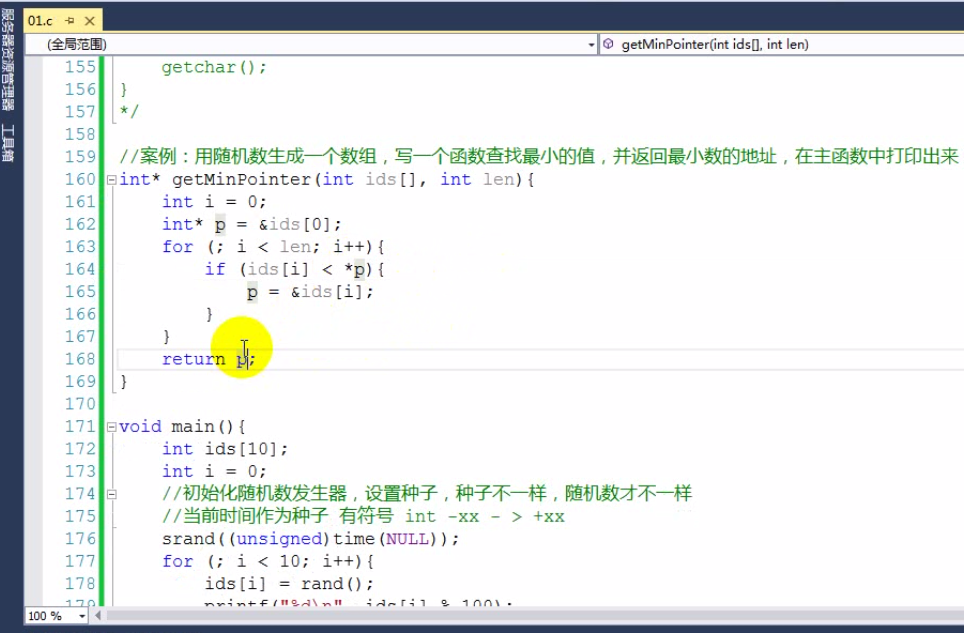 服务器资源管理器 工具箱
01.c
(全局范围)
getMinPointer(int ids[], int len)
155 getchar();
156 }
157 */
158
159 //案例：用随机数生成一个数组，写一个函数查找最小的值，并返回最小数的地址，在主函数中打印出来
160 int* getMinPointer(int ids[], int len){
161 int i = 0;
162 int* p = &ids[0];
163 for (; i < len; i++){
164 if (ids[i] < *p){
165 p = &ids[i];
166 }
167 }
168 return p;
169 }
170
171 void main(){
172 int ids[10];
173 int i = 0;
174 //初始化随机数发生器，设置种子，种子不一样，随机数才不一样
175 //当前时间作为种子 有符号 int -xx - > +xx
176 srand((unsigned)time(NULL));
177 for (; i < 10; i++){
178 ids[i] = rand();
179 printf("%d\n", ids[i] % 100);
100 %